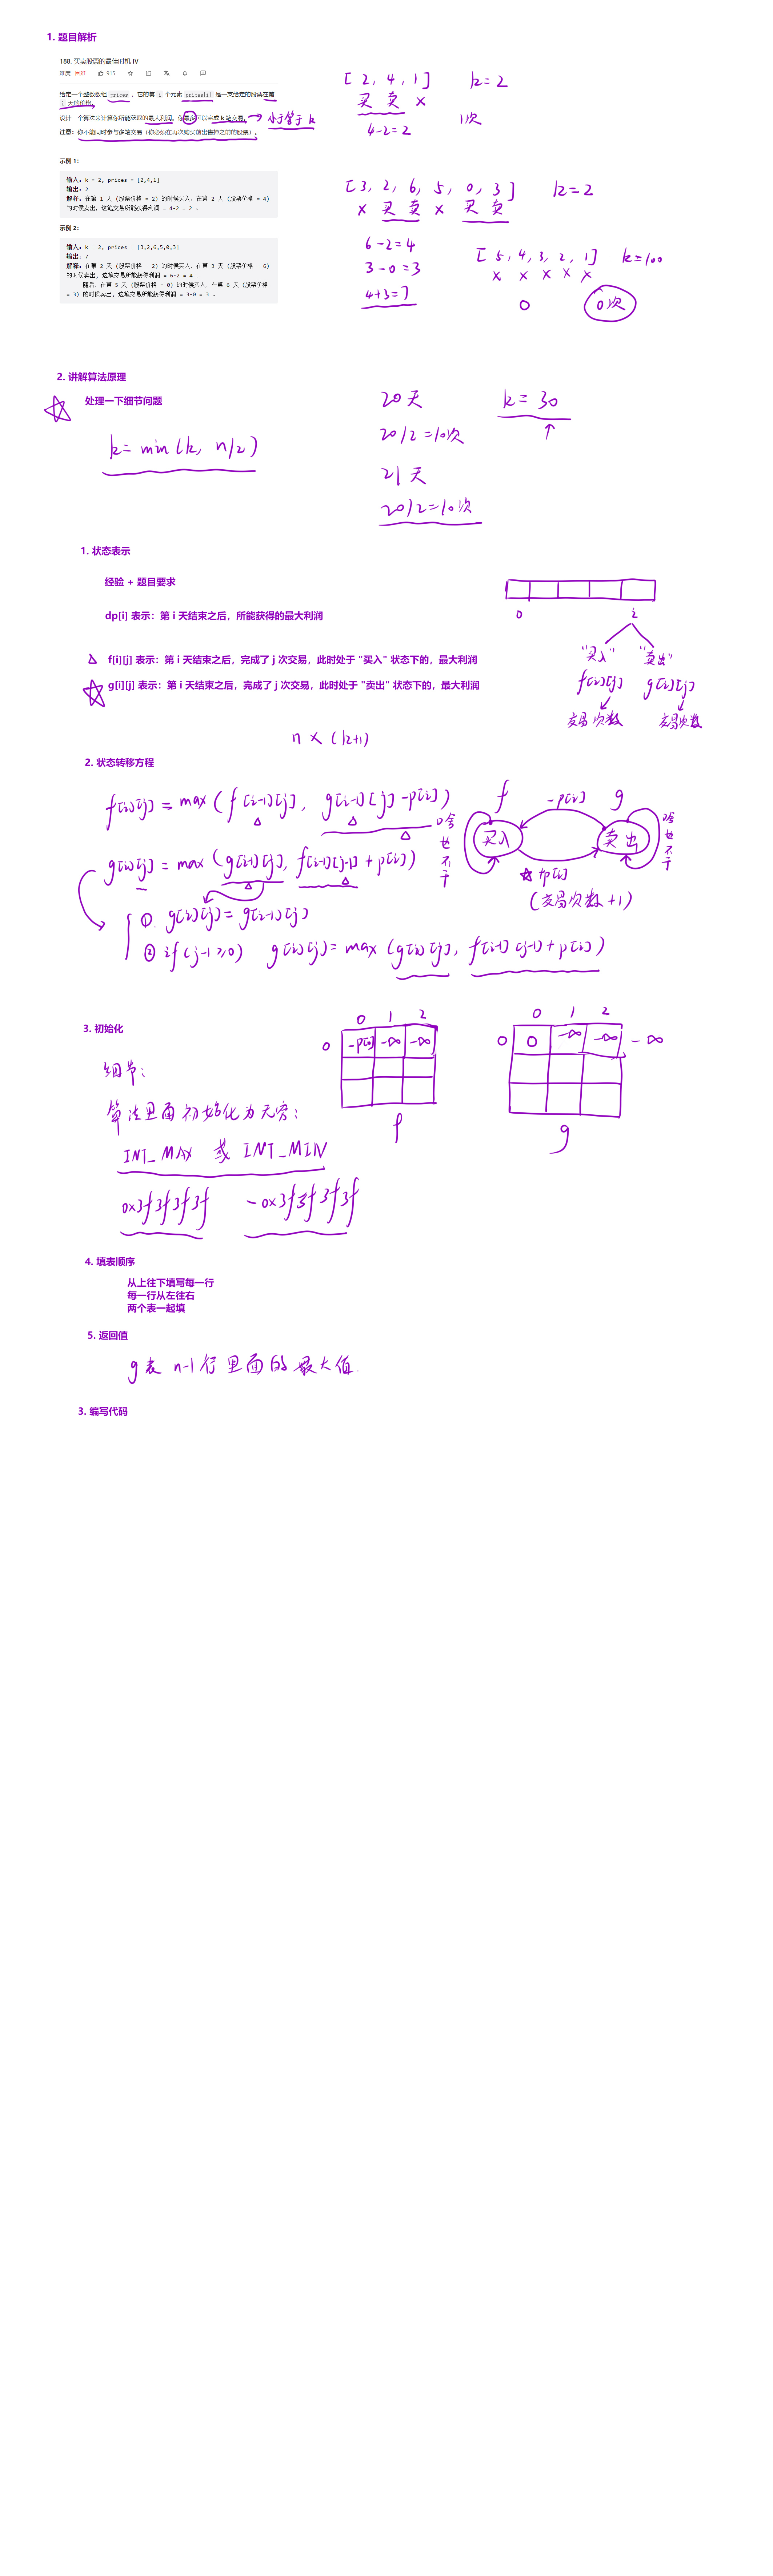 1. 题目解析
188. 买卖股票的最佳时机 IV
难度 困难 915
给定一个整数数组 prices ，它的第 i 个元素 prices[i] 是一支给定的股票在第
i 天的价格。
设计一个算法来计算你所能获取的最大利润。你最多可以完成 k 笔交易。
小于等于 k
注意：你不能同时参与多笔交易（你必须在再次购买前出售掉之前的股票）。
示例 1：
输入：k = 2, prices = [2,4,1]
输出：2
解释：在第 1 天 (股票价格 = 2) 的时候买入，在第 2 天 (股票价格 = 4)
的时候卖出，这笔交易所能获得利润 = 4-2 = 2 。
示例 2：
输入：k = 2, prices = [3,2,6,5,0,3]
输出：7
解释：在第 2 天 (股票价格 = 2) 的时候买入，在第 3 天 (股票价格 = 6)
的时候卖出, 这笔交易所能获得利润 = 6-2 = 4 。
随后，在第 5 天 (股票价格 = 0) 的时候买入，在第 6 天 (股票价格
= 3) 的时候卖出, 这笔交易所能获得利润 = 3-0 = 3 。
[ 2, 4, 1 ] k = 2
买 卖 ×
4-2=2 1次
[ 3, 2, 6, 5, 0, 3 ] k=2
× 买 卖 × 买 卖
6-2=4
3-0=3
4+3=7
[ 5, 4, 3, 2, 1 ] k=100
× × × × ×
0 0次
2. 讲解算法原理
处理一下细节问题
k = min (k, n/2)
20 天 k = 30
20/2=10次
21 天
20/2=10次
1. 状态表示
经验 + 题目要求
dp[i] 表示：第 i 天结束之后，所能获得的最大利润
f[i][j] 表示：第 i 天结束之后，完成了 j 次交易，此时处于 "买入" 状态下的，最大利润
g[i][j] 表示：第 i 天结束之后，完成了 j 次交易，此时处于 "卖出" 状态下的，最大利润
0 i
"买入" "卖出"
f[i][j] g[i][j]
交易次数 交易次数
n × (k+1)
2. 状态转移方程
f[i][j] = max ( f[i-1][j], g[i-1][j] - p[i] )
g[i][j] = max ( g[i-1][j], f[i-1][j-1] + p[i] )
① g[i][j] = g[i-1][j]
② if ( j-1 ≥ 0 ) g[i][j] = max ( g[i][j], f[i-1][j-1] + p[i] )
f -p[i] g
啥也不干
买入 卖出
啥也不干
+p[i]
(交易次数 +1)
3. 初始化
细节：
算法里面初始化为无穷：
INT_MAX 或 INT_MIN
0x3f3f3f3f -0x3f3f3f3f
0 1 2
0 -p[0] -∞ -∞
f
0 1 2
0 0 -∞ -∞ -∞
g
4. 填表顺序
从上往下填写每一行
每一行从左往右
两个表一起填
5. 返回值
g 表 n-1 行里面的最大值.
3. 编写代码